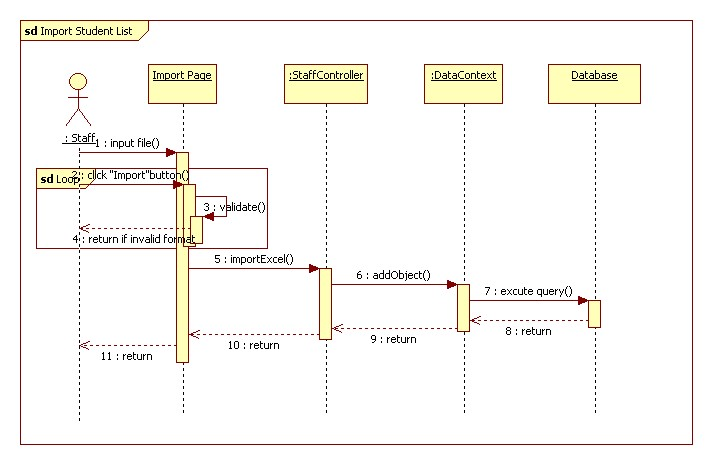 sd Import Student List
Import Page
:StaffController
:DataContext
Database
: Staff
1 : input file()
sd Loop
2 : click "Import"button()
3 : validate()
4 : return if invalid format
5 : importExcel()
6 : addObject()
7 : excute query()
8 : return
9 : return
10 : return
11 : return